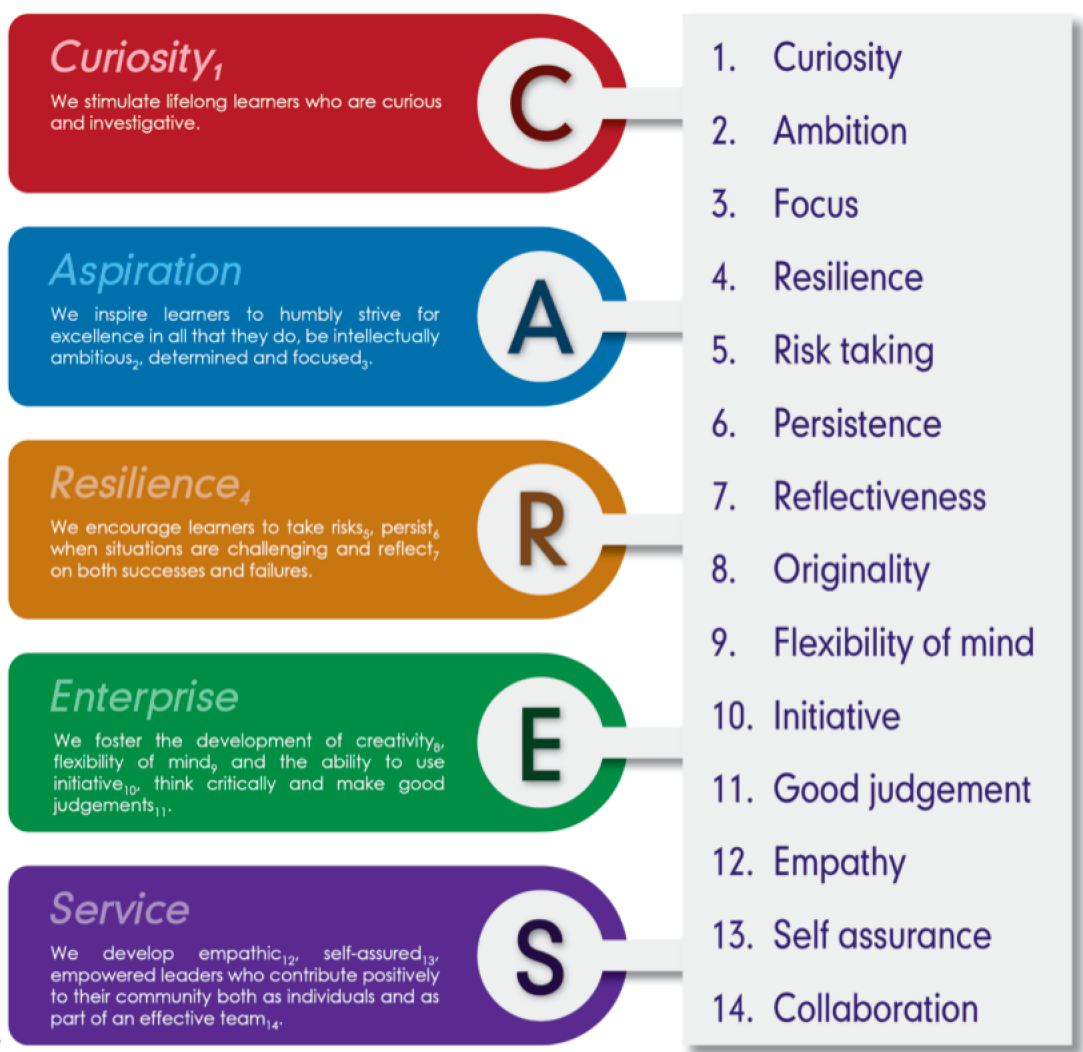 Curiosity₁
We stimulate lifelong learners who are curious
and investigative.
C
Aspiration
We inspire learners to humbly strive for
excellence in all that they do, be intellectually
ambitious₂, determined and focused₃.
A
Resilience₄
We encourage learners to take risks₅, persist₆
when situations are challenging and reflect₇
on both successes and failures.
R
Enterprise
We foster the development of creativity₈,
flexibility of mind₉ and the ability to use
initiative₁₀, think critically and make good
judgements₁₁.
E
Service
We develop empathic₁₂, self-assured₁₃,
empowered leaders who contribute positively
to their community both as individuals and as
part of an effective team₁₄.
S
1. Curiosity
2. Ambition
3. Focus
4. Resilience
5. Risk taking
6. Persistence
7. Reflectiveness
8. Originality
9. Flexibility of mind
10. Initiative
11. Good judgement
12. Empathy
13. Self assurance
14. Collaboration